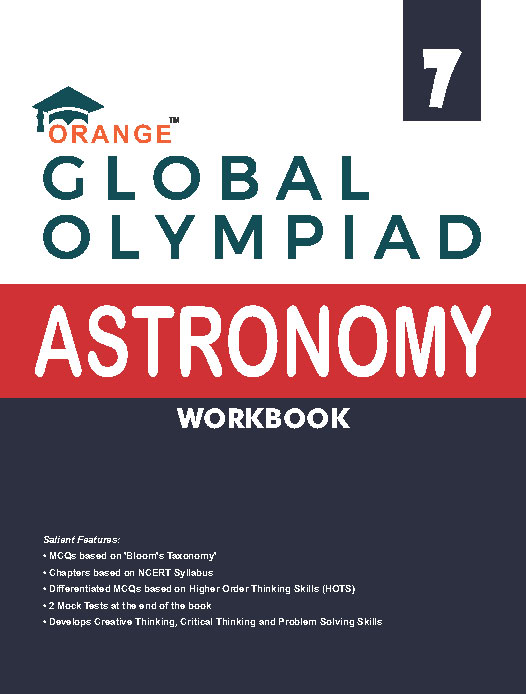 7
ORANGE™
GLOBAL
OLYMPIAD
ASTRONOMY
WORKBOOK
Salient Features:
• MCQs based on 'Bloom's Taxonomy'
• Chapters based on NCERT Syllabus
• Differentiated MCQs based on Higher Order Thinking Skills (HOTS)
• 2 Mock Tests at the end of the book
• Develops Creative Thinking, Critical Thinking and Problem Solving Skills